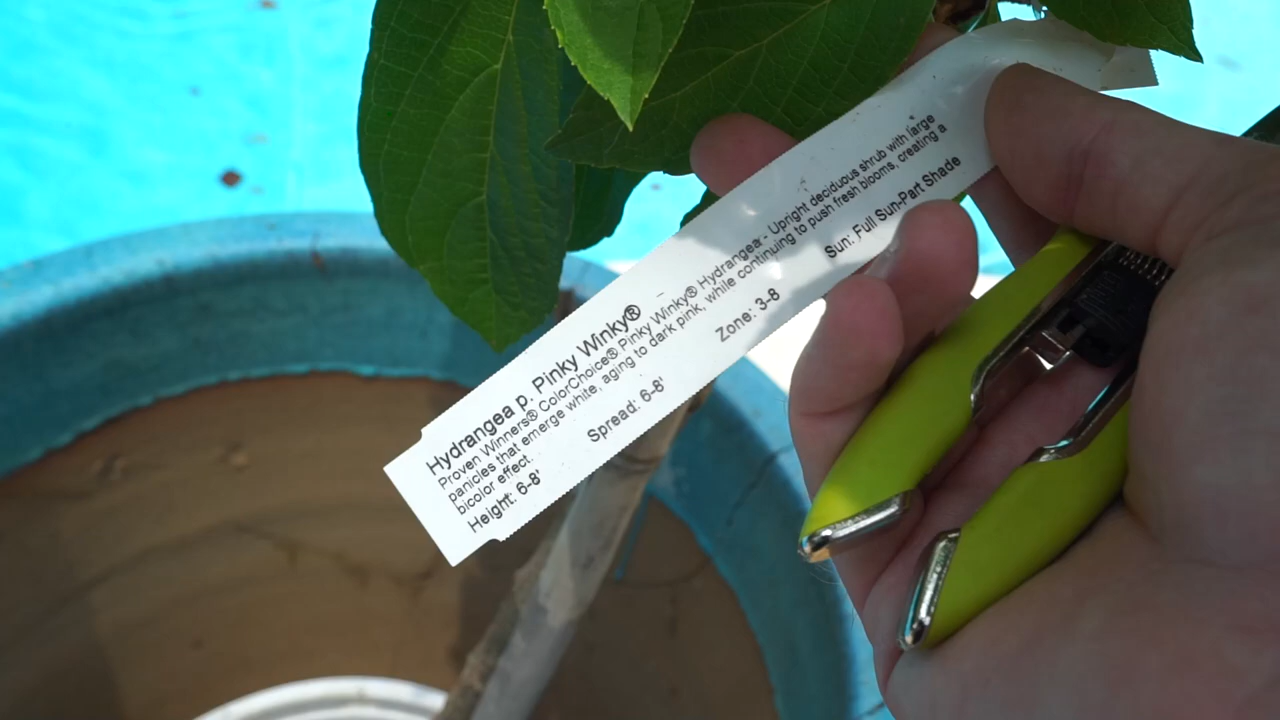 Hydrangea p. Pinky Winky®
Proven Winners® ColorChoice® Pinky Winky® Hydrangea - Upright deciduous shrub with large
panicles that emerge white, aging to dark pink, while continuing to push fresh blooms, creating a
bicolor effect.
Height: 6-8' Spread: 6-8' Zone: 3-8 Sun: Full Sun-Part Shade